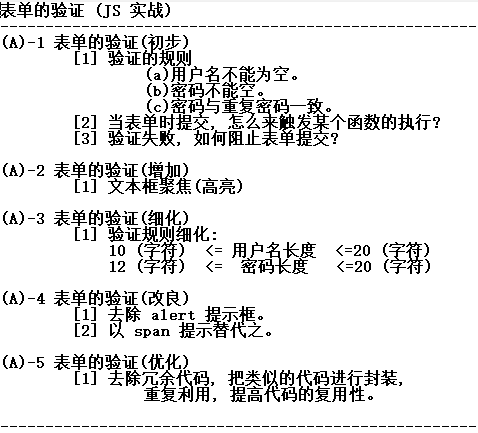 表单的验证 (JS 实战)
-----------------------------------------------------
(A)-1 表单的验证(初步)
[1] 验证的规则
(a)用户名不能为空。
(b)密码不能空。
(c)密码与重复密码一致。
[2] 当表单时提交, 怎么来触发某个函数的执行?
[3] 验证失败, 如何阻止表单提交?
(A)-2 表单的验证(增加)
[1] 文本框聚焦(高亮)
(A)-3 表单的验证(细化)
[1] 验证规则细化:
10 (字符) <= 用户名长度 <=20 (字符)
12 (字符) <= 密码长度 <=20 (字符)
(A)-4 表单的验证(改良)
[1] 去除 alert 提示框。
[2] 以 span 提示替代之。
(A)-5 表单的验证(优化)
[1] 去除冗余代码, 把类似的代码进行封装,
重复利用, 提高代码的复用性。
-----------------------------------------------------